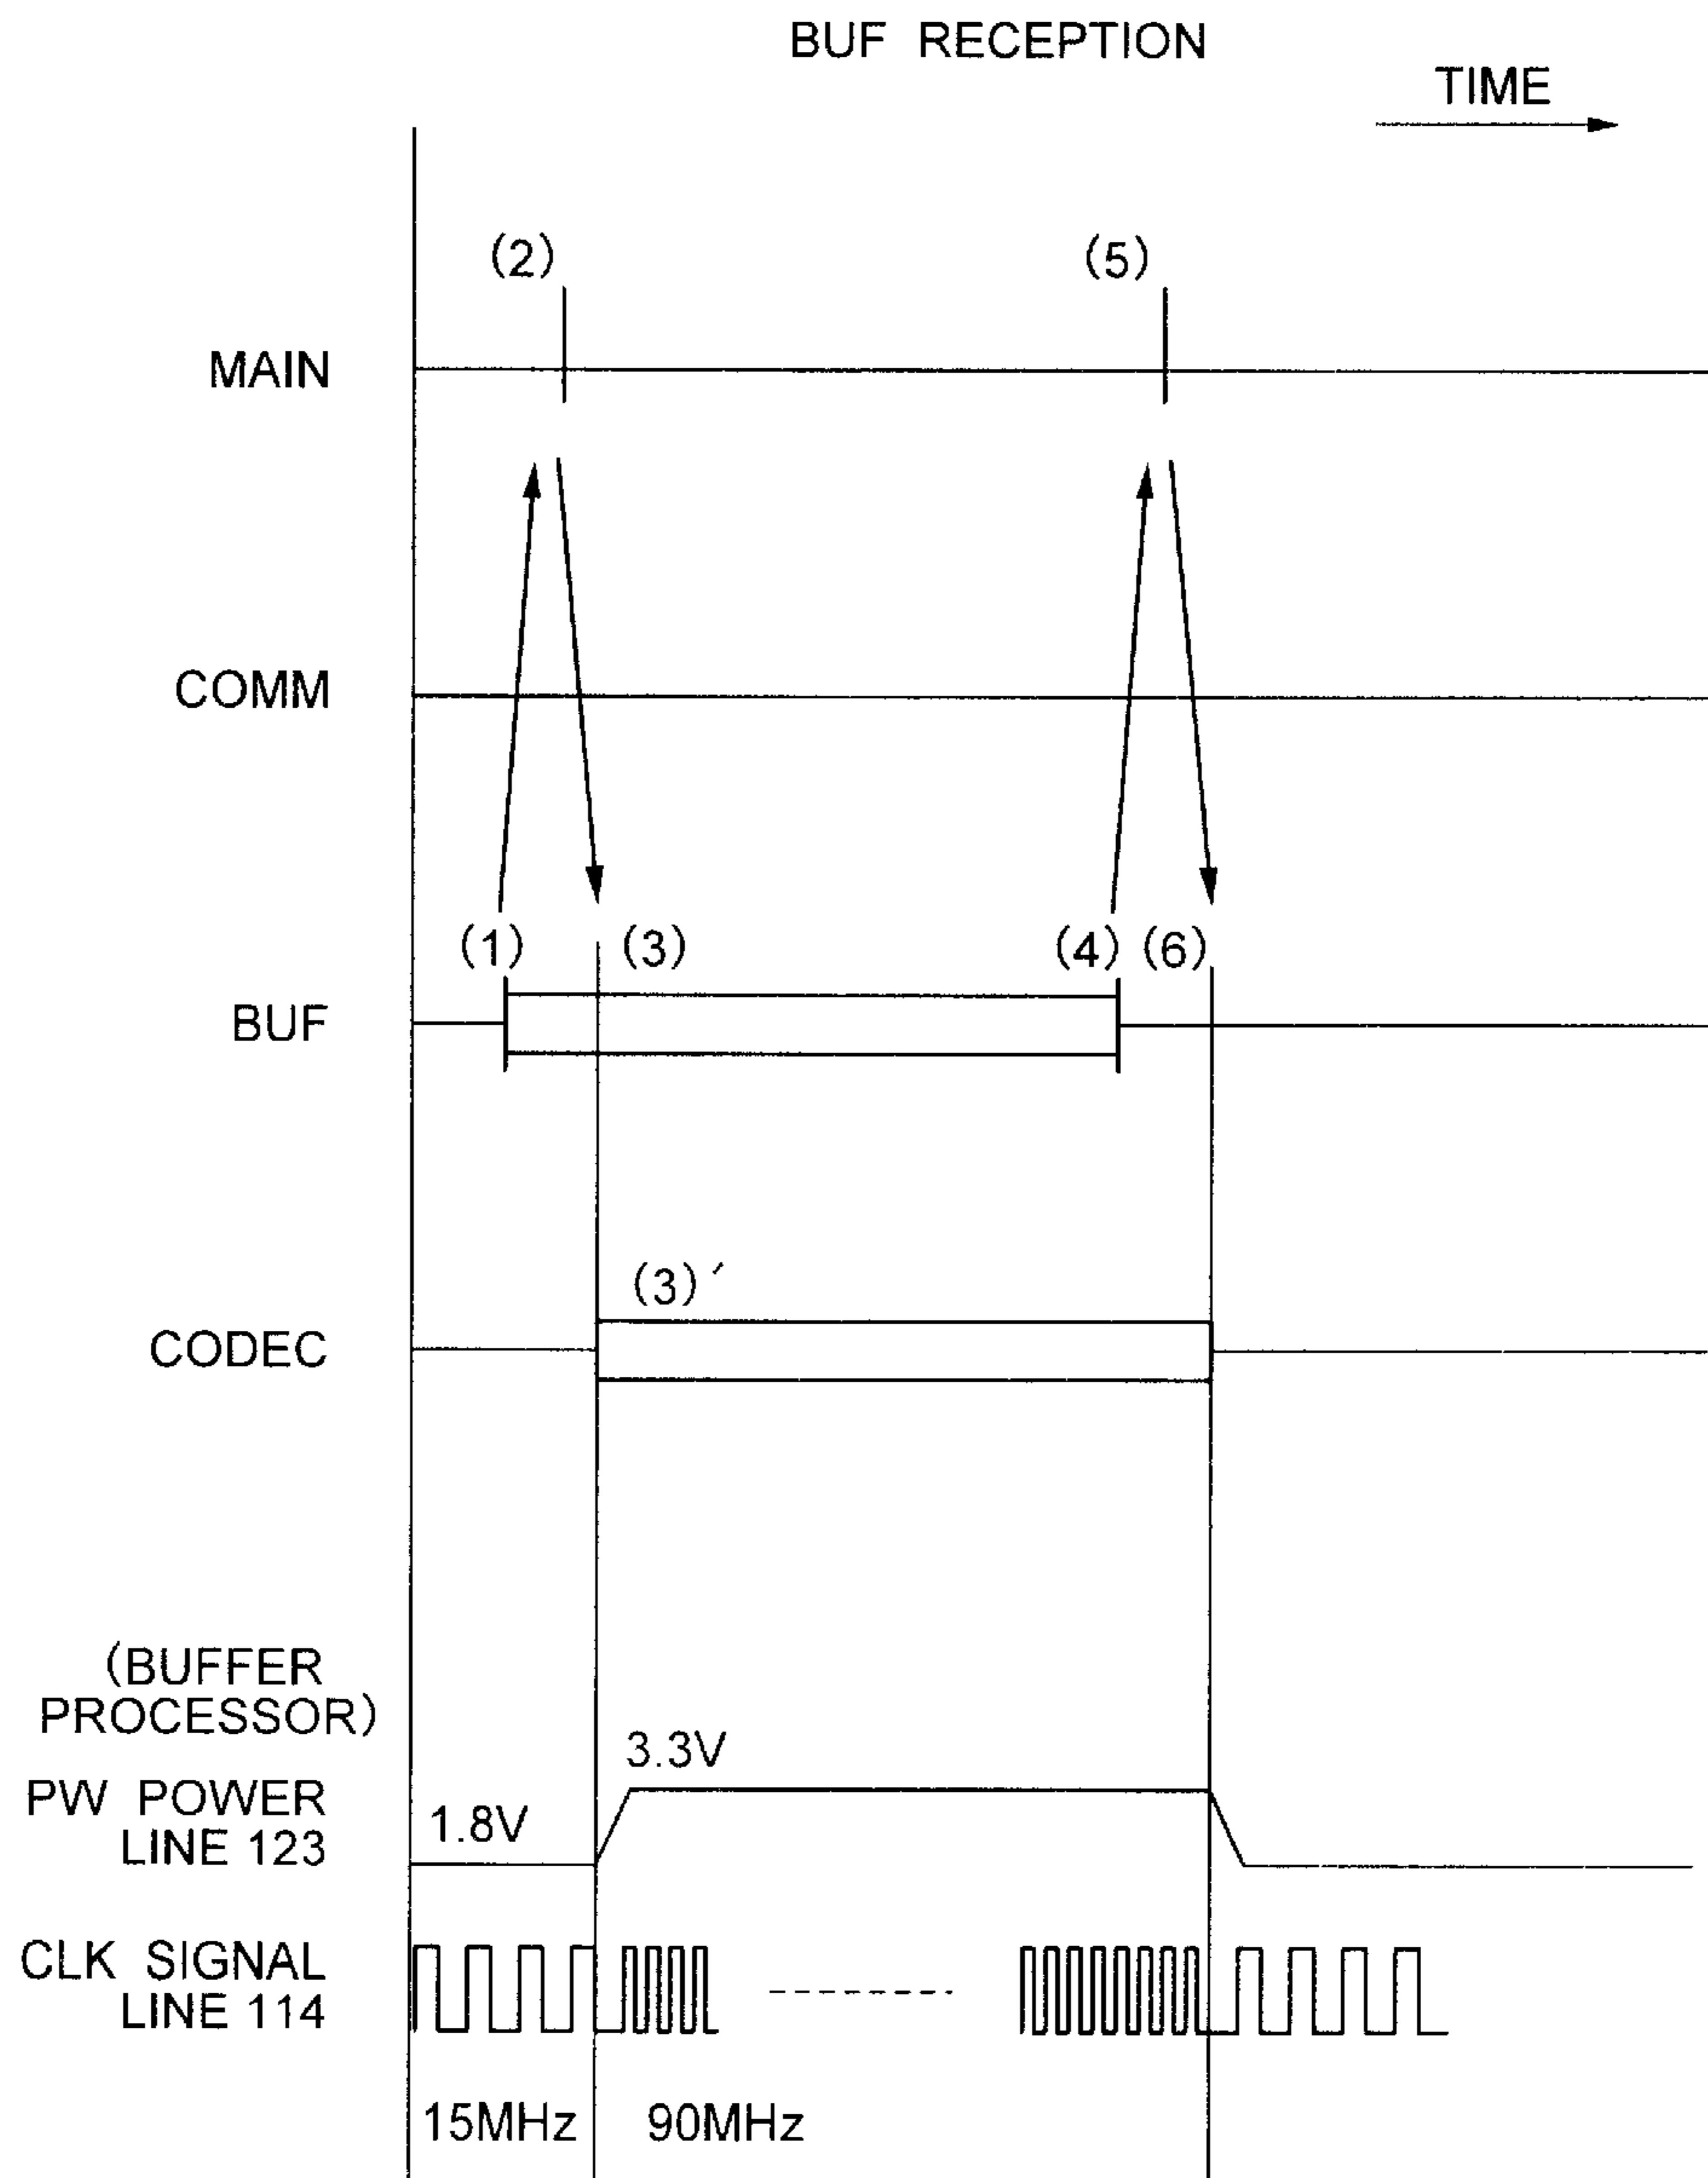 BUF RECEPTION
TIME
(2)
(5)
MAIN
COMM
(1)
(3)
(4)
(6)
BUF
(3)´
CODEC
(BUFFER
PROCESSOR)
3.3V
PW POWER
LINE 123
1.8V
CLK SIGNAL
LINE 114
15MHz
90MHz